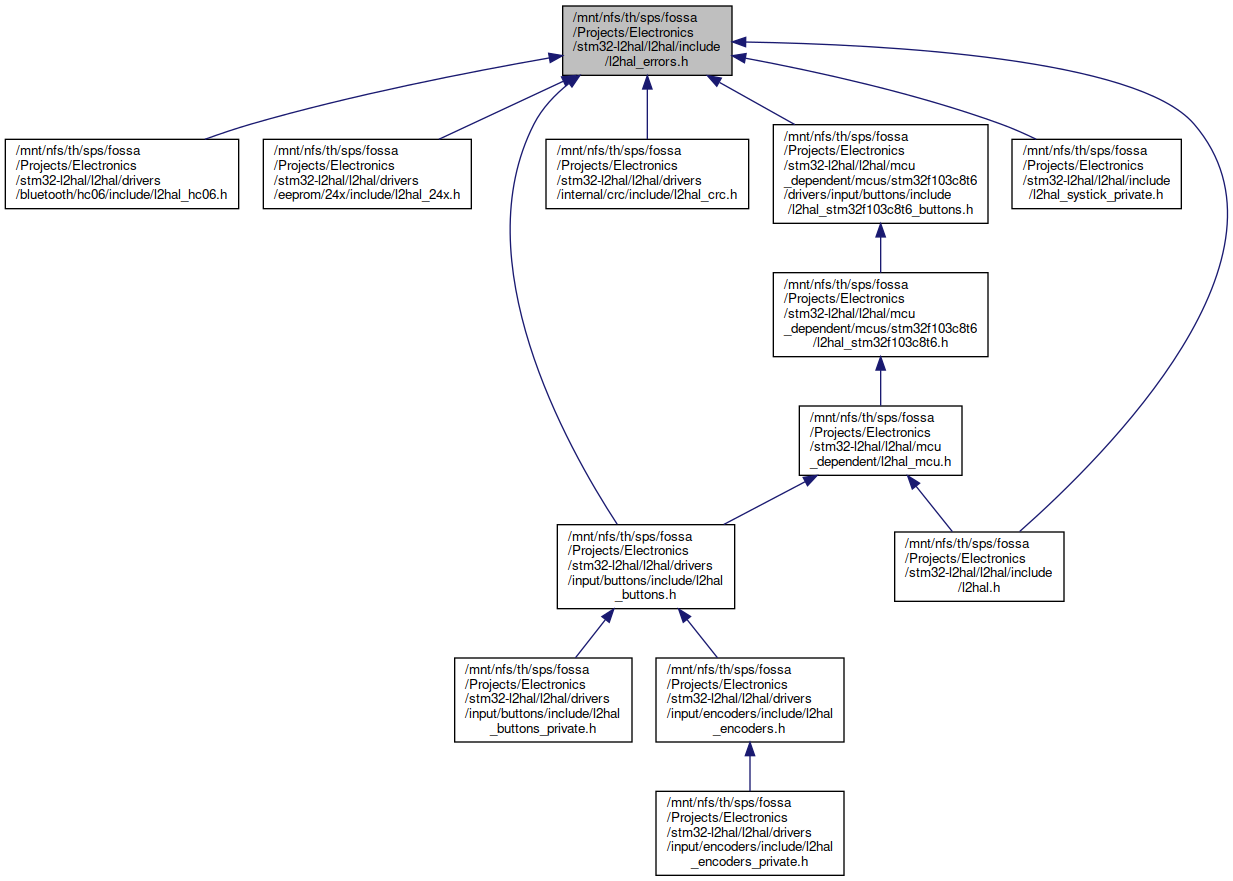 /mnt/nfs/th/sps/fossa
/Projects/Electronics
/stm32-l2hal/l2hal/include
/l2hal_errors.h
/mnt/nfs/th/sps/fossa
/Projects/Electronics
/stm32-l2hal/l2hal/drivers
/bluetooth/hc06/include/l2hal_hc06.h
/mnt/nfs/th/sps/fossa
/Projects/Electronics
/stm32-l2hal/l2hal/drivers
/eeprom/24x/include/l2hal_24x.h
/mnt/nfs/th/sps/fossa
/Projects/Electronics
/stm32-l2hal/l2hal/drivers
/internal/crc/include/l2hal_crc.h
/mnt/nfs/th/sps/fossa
/Projects/Electronics
/stm32-l2hal/l2hal/mcu
_dependent/mcus/stm32f103c8t6
/drivers/input/buttons/include
/l2hal_stm32f103c8t6_buttons.h
/mnt/nfs/th/sps/fossa
/Projects/Electronics
/stm32-l2hal/l2hal/include
/l2hal_systick_private.h
/mnt/nfs/th/sps/fossa
/Projects/Electronics
/stm32-l2hal/l2hal/mcu
_dependent/mcus/stm32f103c8t6
/l2hal_stm32f103c8t6.h
/mnt/nfs/th/sps/fossa
/Projects/Electronics
/stm32-l2hal/l2hal/mcu
_dependent/l2hal_mcu.h
/mnt/nfs/th/sps/fossa
/Projects/Electronics
/stm32-l2hal/l2hal/drivers
/input/buttons/include/l2hal
_buttons.h
/mnt/nfs/th/sps/fossa
/Projects/Electronics
/stm32-l2hal/l2hal/include
/l2hal.h
/mnt/nfs/th/sps/fossa
/Projects/Electronics
/stm32-l2hal/l2hal/drivers
/input/buttons/include/l2hal
_buttons_private.h
/mnt/nfs/th/sps/fossa
/Projects/Electronics
/stm32-l2hal/l2hal/drivers
/input/encoders/include/l2hal
_encoders.h
/mnt/nfs/th/sps/fossa
/Projects/Electronics
/stm32-l2hal/l2hal/drivers
/input/encoders/include/l2hal
_encoders_private.h